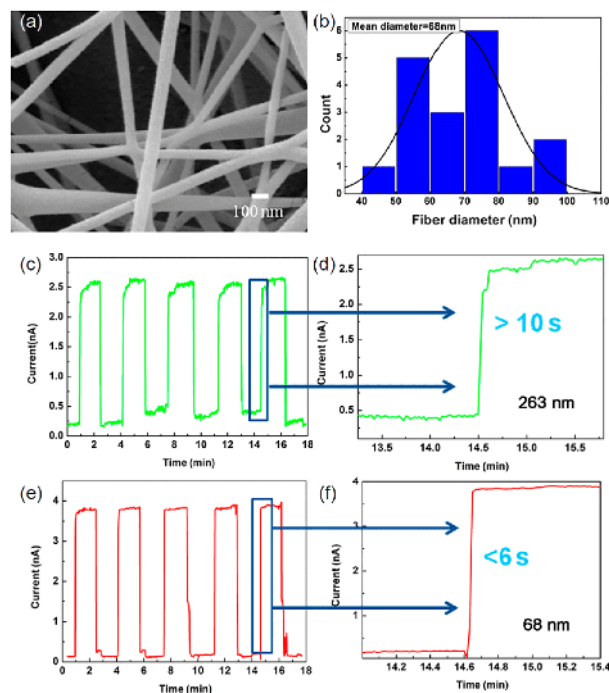 (a)
100 nm
(b)
Mean diameter=68nm
6
5
4
3
2
1
0
Count
40 50 60 70 80 90 100 110
Fiber diameter (nm)
(c)
3.0
2.5
2.0
1.5
1.0
0.5
0.0
Current(nA)
0 2 4 6 8 10 12 14 16 18
Time (min)
(d)
2.5
2.0
1.5
1.0
0.5
Current (nA)
> 10 s
263 nm
13.5 14.0 14.5 15.0 15.5
Time (min)
(e)
4
3
2
1
0
Current (nA)
0 2 4 6 8 10 12 14 16 18
Time (min)
(f)
4
3
2
1
Current (nA)
<6 s
68 nm
14.2 14.4 14.6 14.8 15.0 15.2 15.4
Time (min)